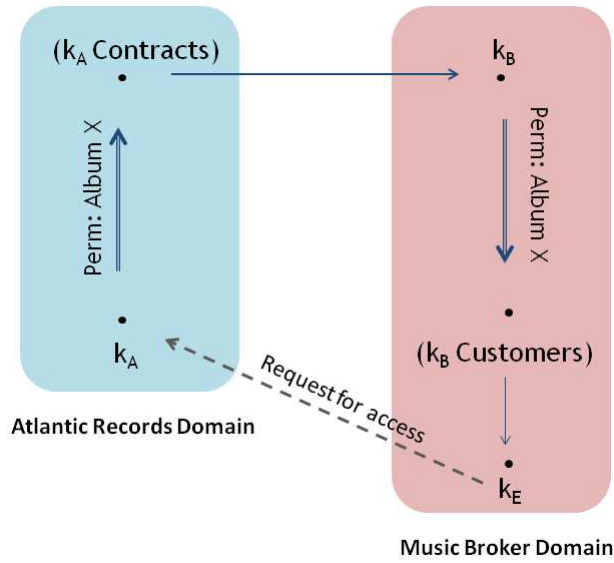 (kA Contracts)
Perm: Album X
kA
Atlantic Records Domain
Request for access
kB
Perm: Album X
(kB Customers)
kE
Music Broker Domain